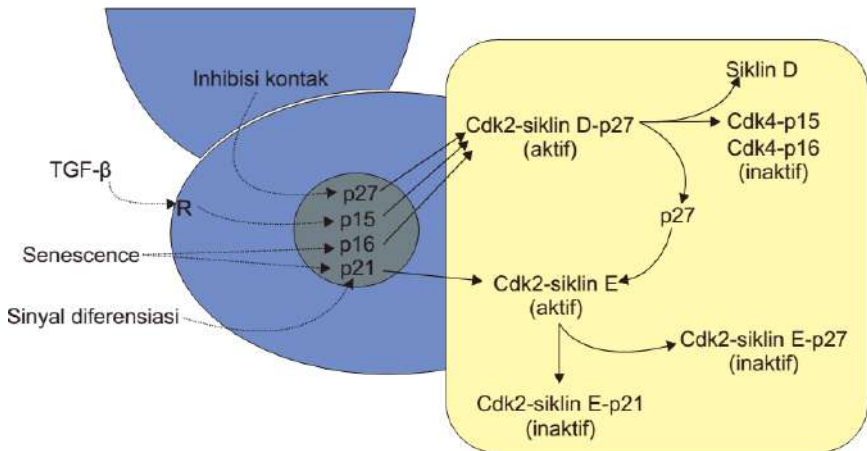 Inhibisi kontak
TGF-β
R
Senescence
Sinyal diferensiasi
p27
p15
p16
p21
Cdk2-siklin D-p27
(aktif)
Siklin D
Cdk4-p15
Cdk4-p16
(inaktif)
p27
Cdk2-siklin E
(aktif)
Cdk2-siklin E-p27
(inaktif)
Cdk2-siklin E-p21
(inaktif)